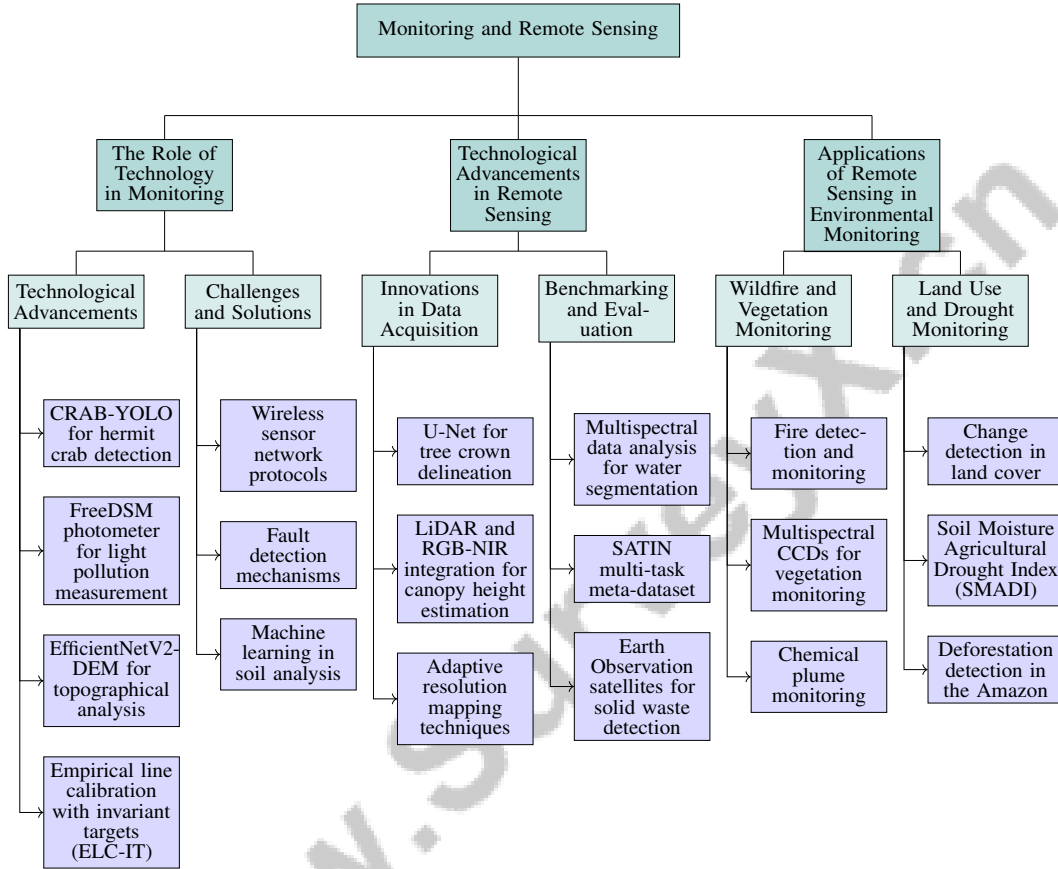 Monitoring and Remote Sensing
The Role of
Technology
in Monitoring
Technological
Advancements
in Remote
Sensing
Applications
of Remote
Sensing in
Environmental
Monitoring
Technological
Advancements
Challenges
and Solutions
Innovations
in Data
Acquisition
Benchmarking
and Eval-
uation
Wildfire and
Vegetation
Monitoring
Land Use
and Drought
Monitoring
CRAB-YOLO
for hermit
crab detection
FreeDSM
photometer
for light
pollution
measurement
EfficientNetV2-
DEM for
topographical
analysis
Empirical line
calibration
with invariant
targets
(ELC-IT)
Wireless
sensor
network
protocols
Fault
detection
mechanisms
Machine
learning in
soil analysis
U-Net for
tree crown
delineation
LiDAR and
RGB-NIR
integration for
canopy height
estimation
Adaptive
resolution
mapping
techniques
Multispectral
data analysis
for water
segmentation
SATIN
multi-task
meta-dataset
Earth
Observation
satellites for
solid waste
detection
Fire detec-
tion and
monitoring
Multispectral
CCDs for
vegetation
monitoring
Chemical
plume
monitoring
Change
detection in
land cover
Soil Moisture
Agricultural
Drought Index
(SMADI)
Deforestation
detection in
the Amazon
w.surveyx.cn